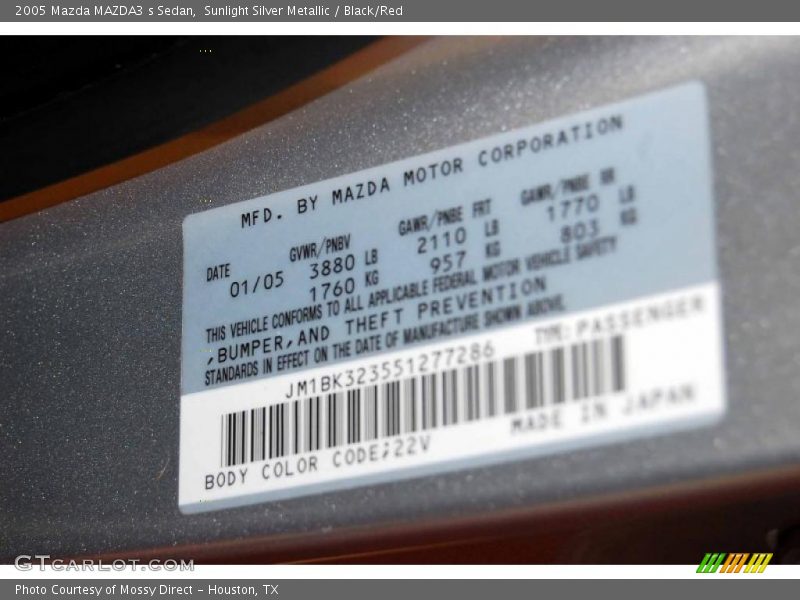 2005 Mazda MAZDA3 s Sedan,  Sunlight Silver Metallic / Black/Red
MFD. BY MAZDA MOTOR CORPORATION
DATE GVWR/PNBV GAWR/PNBE FRT GAWR/PNBE RR
01/05 3880 LB 2110 LB 1770 LB
1760 KG 957 KG 803 KG
THIS VEHICLE CONFORMS TO ALL APPLICABLE FEDERAL MOTOR VEHICLE SAFETY
,BUMPER,AND THEFT PREVENTION
STANDARDS IN EFFECT ON THE DATE OF MANUFACTURE SHOWN ABOVE.
JM1BK323551277286 TYPE:PASSENGER
BODY COLOR CODE;22V MADE IN JAPAN
GTCARLOT.COM
Photo Courtesy of Mossy Direct - Houston, TX